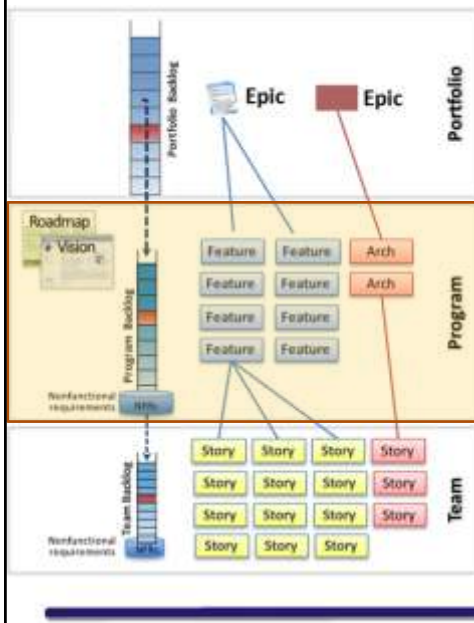 Portfolio Backlog
Epic
Epic
Portfolio
Roadmap
Vision
Program Backlog
Feature Feature Arch
Feature Feature Arch
Feature Feature
Feature Feature
Nonfunctional
requirements
NFRs
Program
Team Backlog
Story Story Story Story
Story Story Story Story
Story Story Story Story
Story Story Story
Nonfunctional
requirements
Team